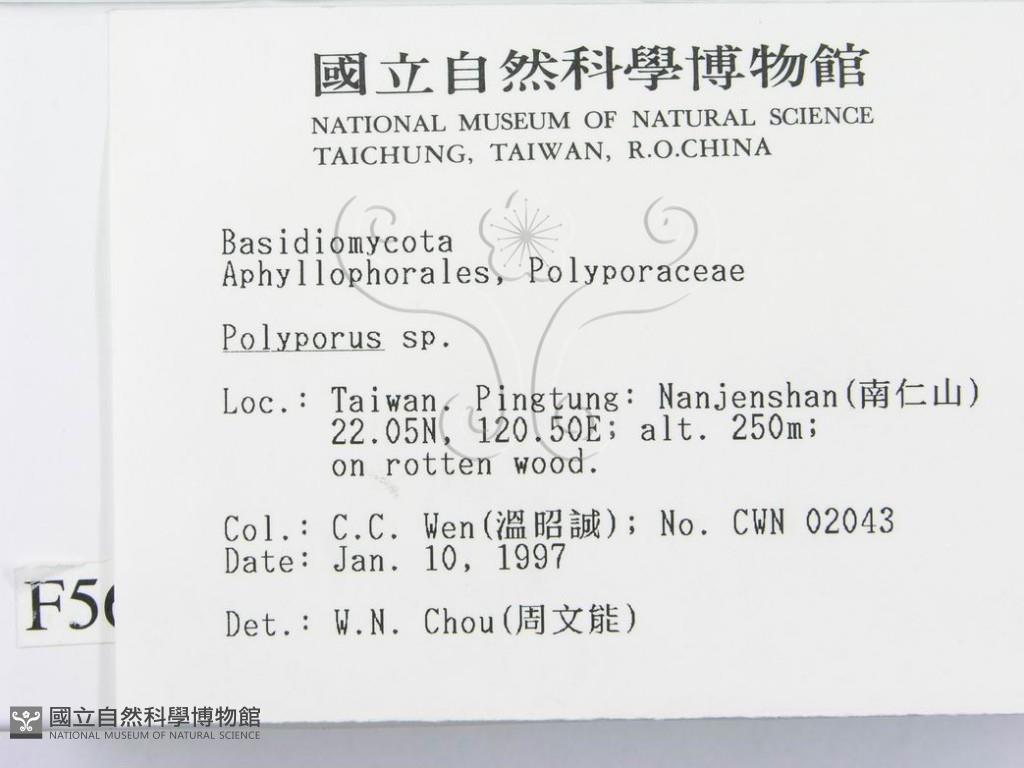 國立自然科學博物館
NATIONAL MUSEUM OF NATURAL SCIENCE
TAICHUNG, TAIWAN, R.O.CHINA
Basidiomycota
Aphyllophorales, Polyporaceae
Polyporus sp.
Loc.: Taiwan. Pingtung: Nanjenshan(南仁山)
22.05N, 120.50E; alt. 250m;
on rotten wood.
Col.: C.C. Wen(溫昭誠); No. CWN 02043
Date: Jan. 10, 1997
F56
Det.: W.N. Chou(周文能)
國立自然科學博物館
NATIONAL MUSEUM OF NATURAL SCIENCE